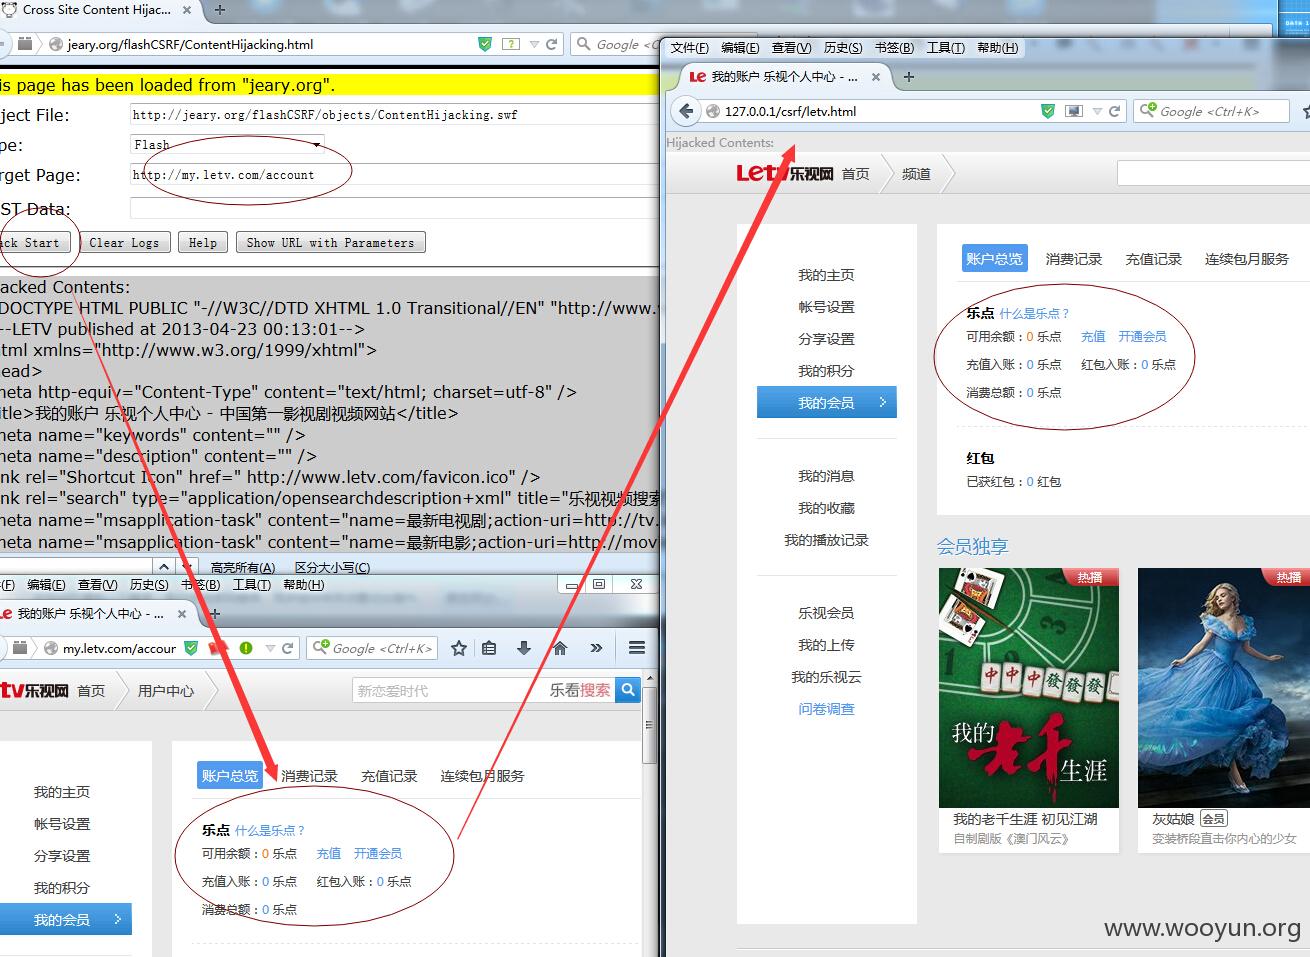 Cross Site Content Hijac...
jeary.org/flashCSRF/ContentHijacking.html
Google <C
is page has been loaded from "jeary.org".
ject File:
http://jeary.org/flashCSRF/objects/ContentHijacking.swf
pe:
Flash
rget Page:
http://my.letv.com/account
ST Data:
ck Start
Clear Logs
Help
Show URL with Parameters
acked Contents:
DOCTYPE HTML PUBLIC "-//W3C//DTD XHTML 1.0 Transitional//EN" "http://www.
--LETV published at 2013-04-23 00:13:01-->
tml xmlns="http://www.w3.org/1999/xhtml">
ead>
meta http-equiv="Content-Type" content="text/html; charset=utf-8" />
itle>我的账户 乐视个人中心 - 中国第一影视剧视频网站</title>
meta name="keywords" content="" />
meta name="description" content="" />
nk rel="Shortcut Icon" href=" http://www.letv.com/favicon.ico" />
nk rel="search" type="application/opensearchdescription+xml" title="乐视视频搜索
meta name="msapplication-task" content="name=最新电视剧;action-uri=http://tv.
meta name="msapplication-task" content="name=最新电影;action-uri=http://mov
高亮所有(A) 区分大小写(C)
(F) 编辑(E) 查看(V) 历史(S) 书签(B) 工具(T) 帮助(H)
我的账户 乐视个人中心 - ...
my.letv.com/accour
Google <Ctrl+K>
tv乐视网 首页 用户中心
新恋爱时代
乐看搜索
我的主页
帐号设置
分享设置
我的积分
我的会员
账户总览 消费记录 充值记录 连续包月服务
乐点 什么是乐点？
可用余额：0 乐点 充值 开通会员
充值入账：0 乐点 红包入账：0 乐点
消费总额：0 乐点
文件(F) 编辑(E) 查看(V) 历史(S) 书签(B) 工具(T) 帮助(H)
Le 我的账户 乐视个人中心 - ...
127.0.0.1/csrf/letv.html
Google <Ctrl+K>
Hijacked Contents:
Letv乐视网 首页 频道
我的主页
帐号设置
分享设置
我的积分
我的会员
我的消息
我的收藏
我的播放记录
乐视会员
我的上传
我的乐视云
问卷调查
账户总览 消费记录 充值记录 连续包月服务
乐点 什么是乐点？
可用余额：0 乐点 充值 开通会员
充值入账：0 乐点 红包入账：0 乐点
消费总额：0 乐点
红包
已获红包：0 红包
会员独享
热播
我的老千生涯
我的老千生涯 初见江湖
自制剧版《澳门风云》
热播
灰姑娘 会员
变装桥段直击你内心的少女
www.wooyun.org